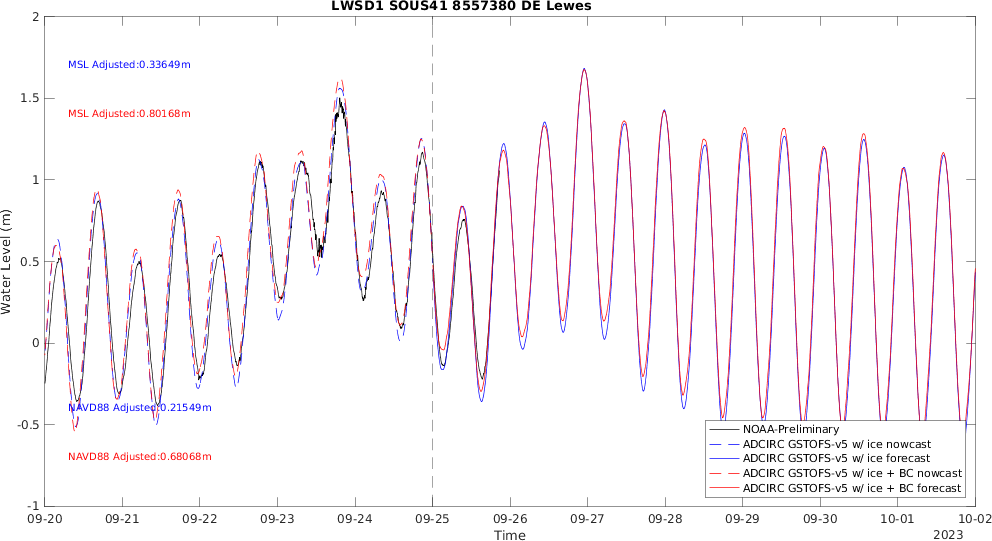 LWSD1 SOUS41 8557380 DE Lewes
2
1.5
1
0.5
0
-0.5
-1
Water Level (m)
MSL Adjusted:0.33649m
MSL Adjusted:0.80168m
NAVD88 Adjusted:0.21549m
NAVD88 Adjusted:0.68068m
NOAA-Preliminary
ADCIRC GSTOFS-v5 w/ ice nowcast
ADCIRC GSTOFS-v5 w/ ice forecast
ADCIRC GSTOFS-v5 w/ ice + BC nowcast
ADCIRC GSTOFS-v5 w/ ice + BC forecast
09-20 09-21 09-22 09-23 09-24 09-25 09-26 09-27 09-28 09-29 09-30 10-01 10-02
Time
2023